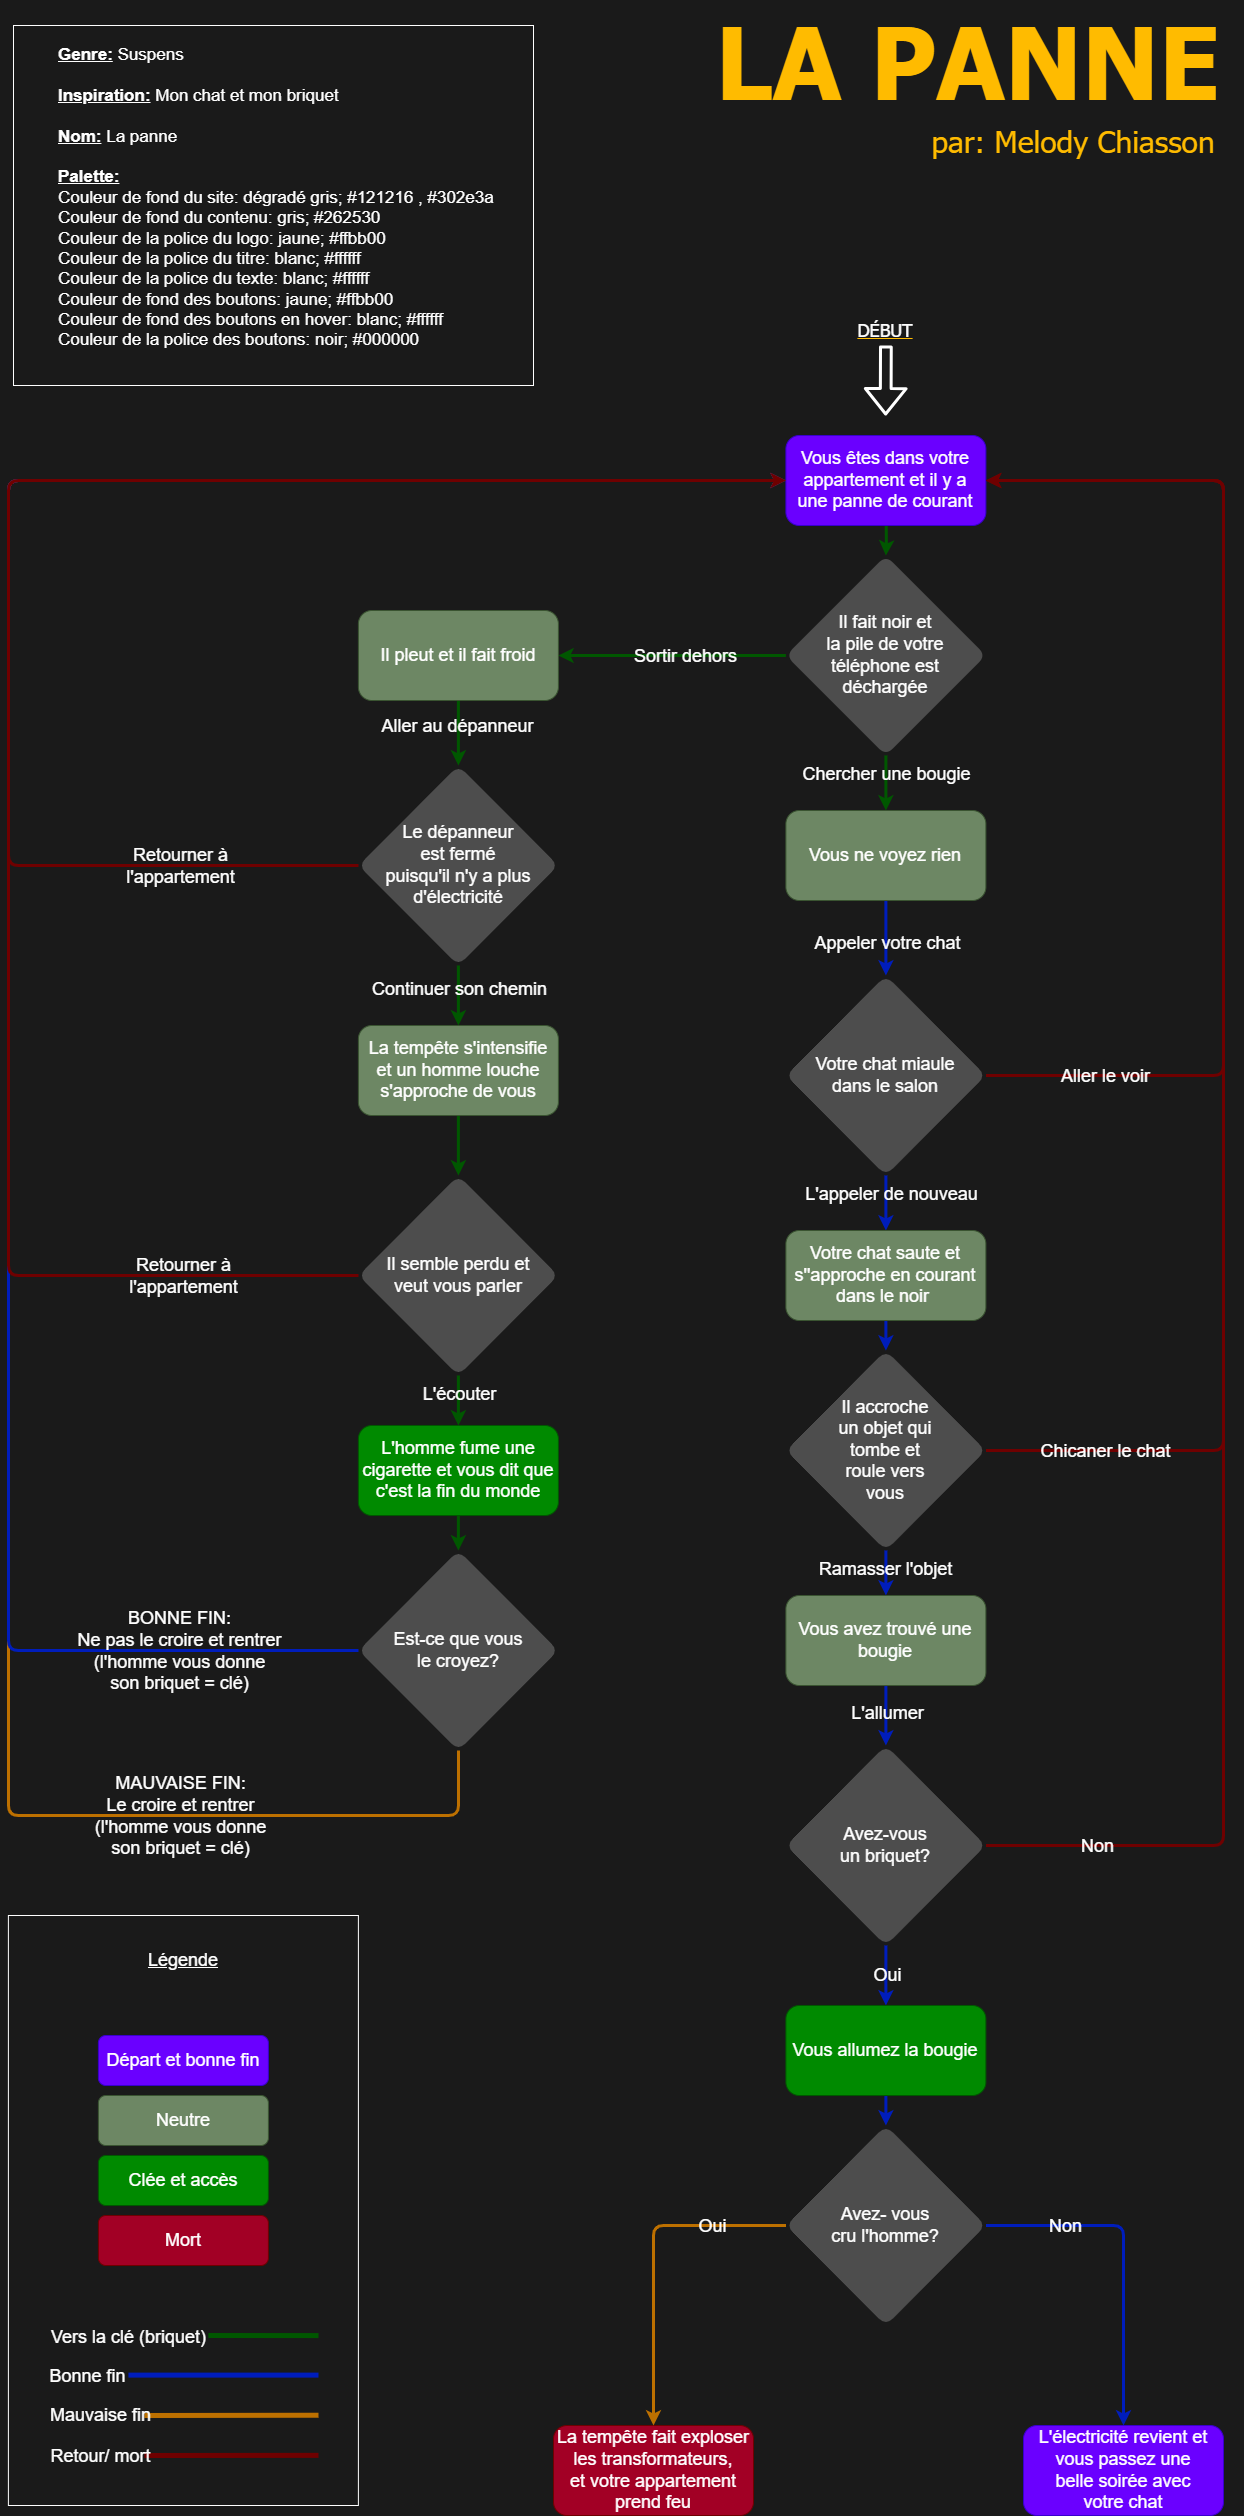 Genre: Suspens
Inspiration: Mon chat et mon briquet
Nom: La panne
Palette:
Couleur de fond du site: dégradé gris; #121216 , #302e3a
Couleur de fond du contenu: gris; #262530
Couleur de la police du logo: jaune; #ffbb00
Couleur de la police du titre: blanc; #ffffff
Couleur de la police du texte: blanc; #ffffff
Couleur de fond des boutons: jaune; #ffbb00
Couleur de fond des boutons en hover: blanc; #ffffff
Couleur de la police des boutons: noir; #000000
LA PANNE
par: Melody Chiasson
DÉBUT
Vous êtes dans votre
appartement et il y a
une panne de courant
Il fait noir et
la pile de votre
téléphone est
déchargée
Sortir dehors
Il pleut et il fait froid
Aller au dépanneur
Le dépanneur
est fermé
puisqu'il n'y a plus
d'électricité
Retourner à
l'appartement
Continuer son chemin
La tempête s'intensifie
et un homme louche
s'approche de vous
Il semble perdu et
veut vous parler
Retourner à
l'appartement
L'écouter
L'homme fume une
cigarette et vous dit que
c'est la fin du monde
Est-ce que vous
le croyez?
BONNE FIN:
Ne pas le croire et rentrer
(l'homme vous donne
son briquet = clé)
MAUVAISE FIN:
Le croire et rentrer
(l'homme vous donne
son briquet = clé)
Chercher une bougie
Vous ne voyez rien
Appeler votre chat
Votre chat miaule
dans le salon
Aller le voir
L'appeler de nouveau
Votre chat saute et
s"approche en courant
dans le noir
Il accroche
un objet qui
tombe et
roule vers
vous
Chicaner le chat
Ramasser l'objet
Vous avez trouvé une
bougie
L'allumer
Avez-vous
un briquet?
Non
Oui
Vous allumez la bougie
Avez- vous
cru l'homme?
Oui
Non
La tempête fait exploser
les transformateurs,
et votre appartement
prend feu
L'électricité revient et
vous passez une
belle soirée avec
votre chat
Légende
Départ et bonne fin
Neutre
Clée et accès
Mort
Vers la clé (briquet)
Bonne fin
Mauvaise fin
Retour/ mort